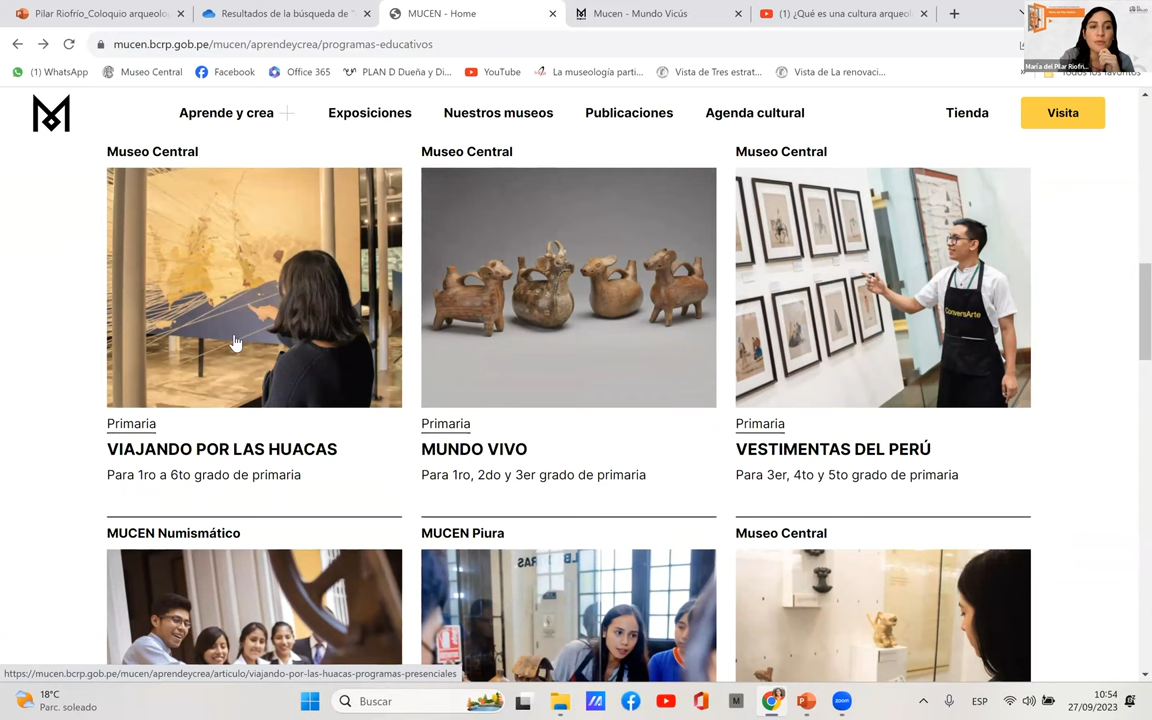 Pilar Riofrío_Coloquio arqueolo
Resultados de la búsqueda de "
MUCEN - Home
Mucen - Mundo Vicús
(1) ¿Qué es una cultura arqueol
mucen.bcrp.gob.pe/mucen/aprendeycrea/programas-educativos
María del Pilar Riofrí...
(1) WhatsApp
Museo Central
Facebook
Office 365
PLAN D Dueña y Di...
YouTube
La museología parti...
Vista de Tres estrat...
Vista de La renovaci...
Todos los favoritos
Aprende y crea
Exposiciones
Nuestros museos
Publicaciones
Agenda cultural
Tienda
Visita
Museo Central
Museo Central
Museo Central
ConversArte
Primaria
Primaria
Primaria
VIAJANDO POR LAS HUACAS
MUNDO VIVO
VESTIMENTAS DEL PERÚ
Para 1ro a 6to grado de primaria
Para 1ro, 2do y 3er grado de primaria
Para 3er, 4to y 5to grado de primaria
MUCEN Numismático
MUCEN Piura
Museo Central
https://mucen.bcrp.gob.pe/mucen/aprendeycrea/articulo/viajando-por-las-huacas-programas-presenciales
18°C
Parc. soleado
Buscar
zoom
ESP
10:54
27/09/2023